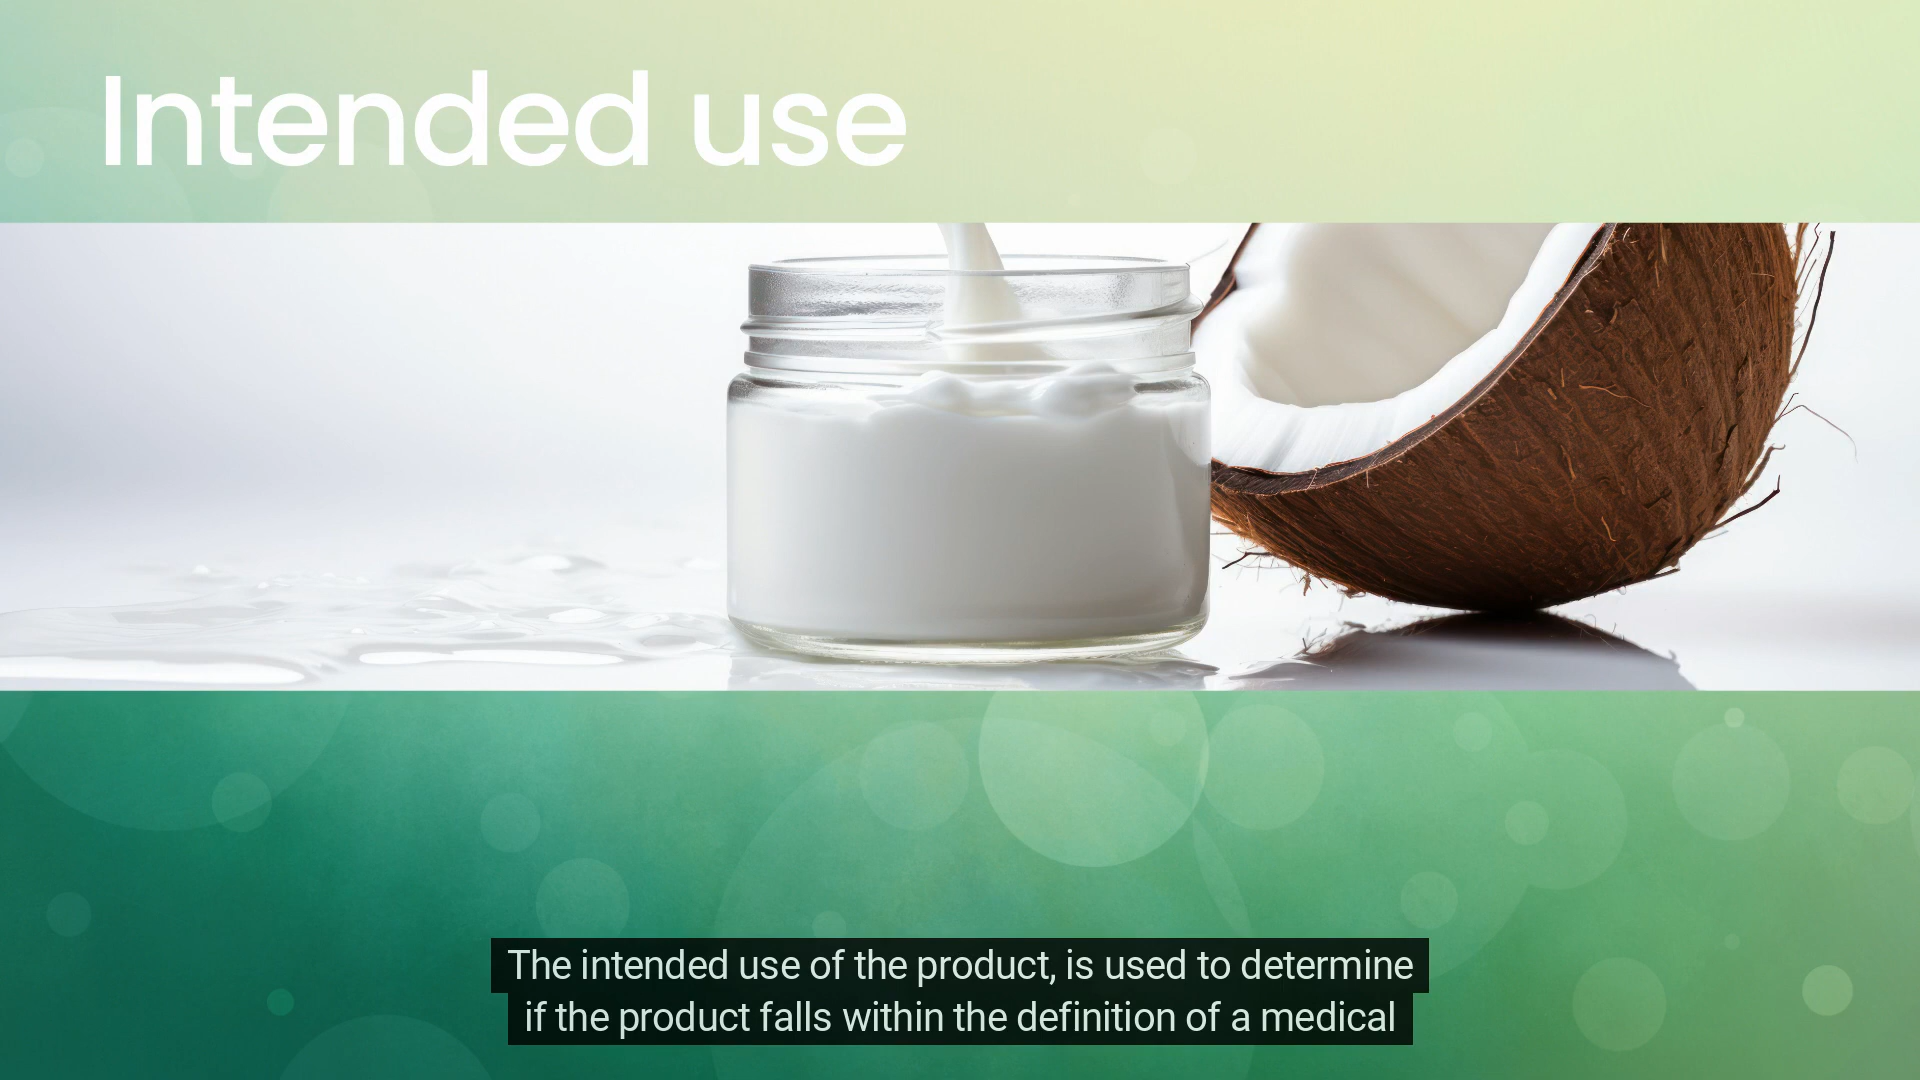 Intended use
The intended use of the product, is used to determine
if the product falls within the definition of a medical